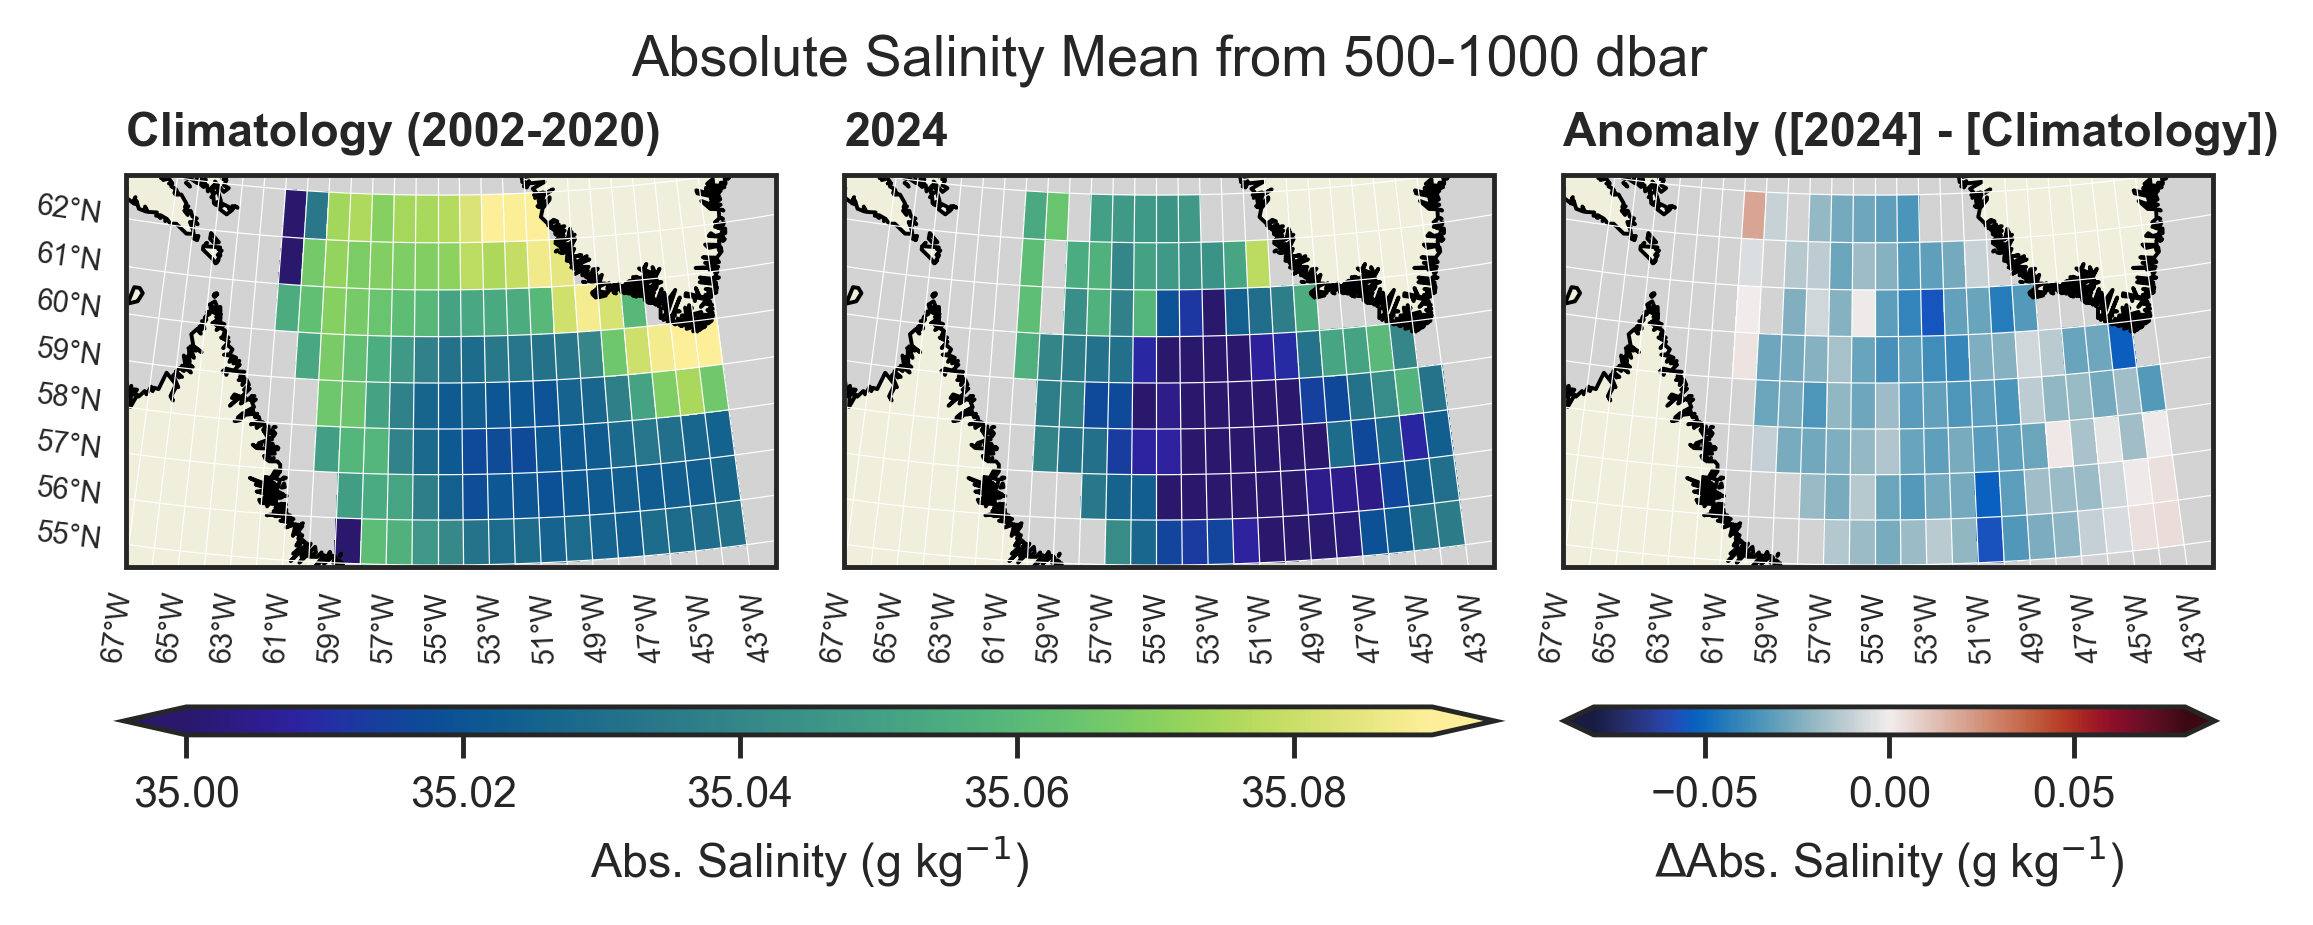 Absolute Salinity Mean from 500-1000 dbar
Climatology (2002-2020)
2024
Anomaly ([2024] - [Climatology])
62°N
61°N
60°N
59°N
58°N
57°N
56°N
55°N
67°W 65°W 63°W 61°W 59°W 57°W 55°W 53°W 51°W 49°W 47°W 45°W 43°W
67°W 65°W 63°W 61°W 59°W 57°W 55°W 53°W 51°W 49°W 47°W 45°W 43°W
67°W 65°W 63°W 61°W 59°W 57°W 55°W 53°W 51°W 49°W 47°W 45°W 43°W
35.00 35.02 35.04 35.06 35.08
Abs. Salinity (g kg⁻¹)
−0.05 0.00 0.05
ΔAbs. Salinity (g kg⁻¹)